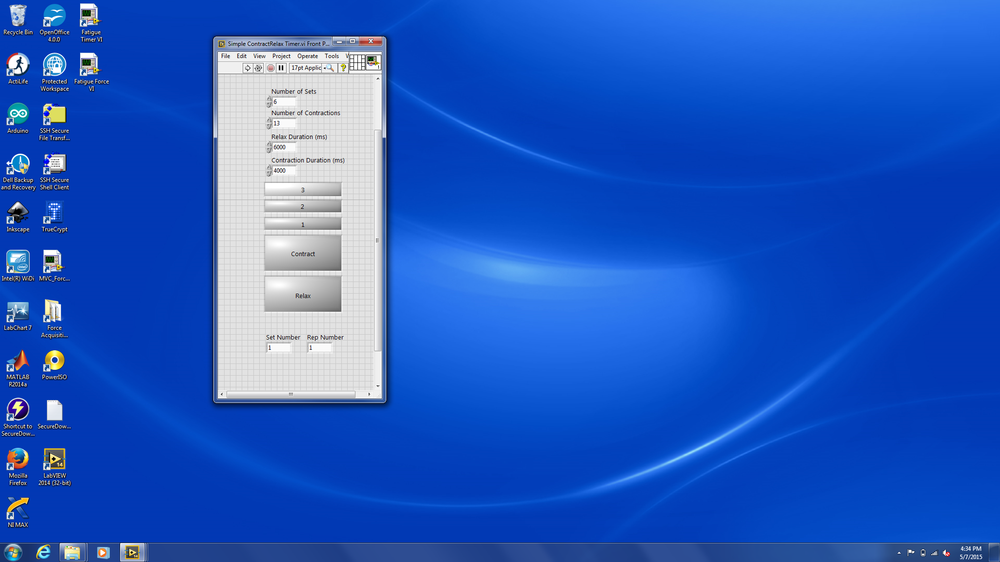 Recycle Bin
OpenOffice
4.0.0
Fatigue
Timer VI
ActiLife
Protected
Workspace
Fatigue Force
VI
Arduino
SSH Secure
File Transf...
Dell Backup
and Recovery
SSH Secure
Shell Client
Inkscape
TrueCrypt
Intel(R) WiDi
MVC_Forc...
LabChart 7
Force
Acquisiti...
MATLAB
R2014a
PowerISO
Shortcut to
SecureDow...
SecureDow...
Mozilla
Firefox
LabVIEW
2014 (32-bit)
NI MAX
Simple ContractRelax Timer.vi Front P...
File Edit View Project Operate Tools
17pt Applic
Number of Sets
6
Number of Contractions
13
Relax Duration (ms)
6000
Contraction Duration (ms)
4000
3
2
1
Contract
Relax
Set Number Rep Number
1 1
4:34 PM
5/7/2015